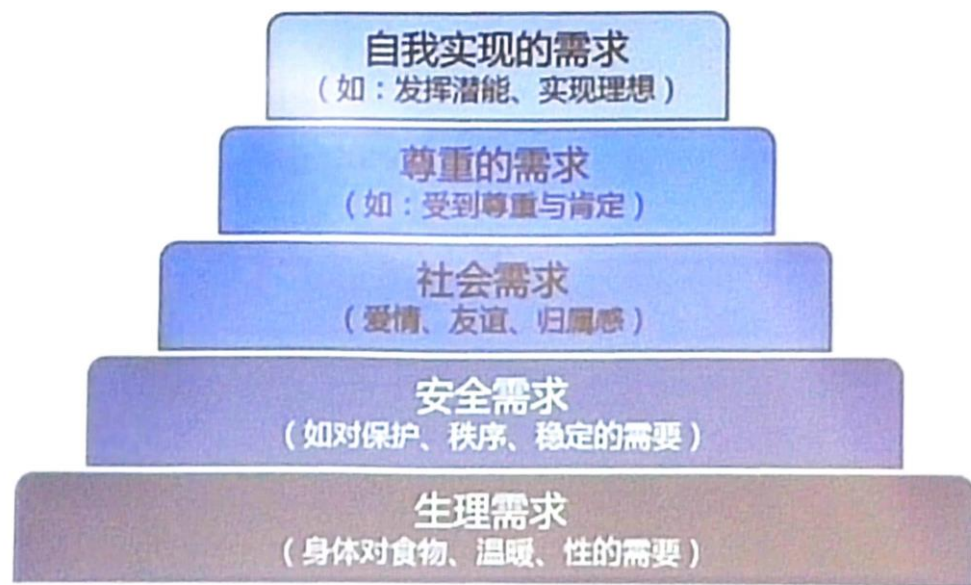 自我实现的需求
（如：发挥潜能、实现理想）
尊重的需求
（如：受到尊重与肯定）
社会需求
（爱情、友谊、归属感）
安全需求
（如对保护、秩序、稳定的需要）
生理需求
（身体对食物、温暖、性的需要）